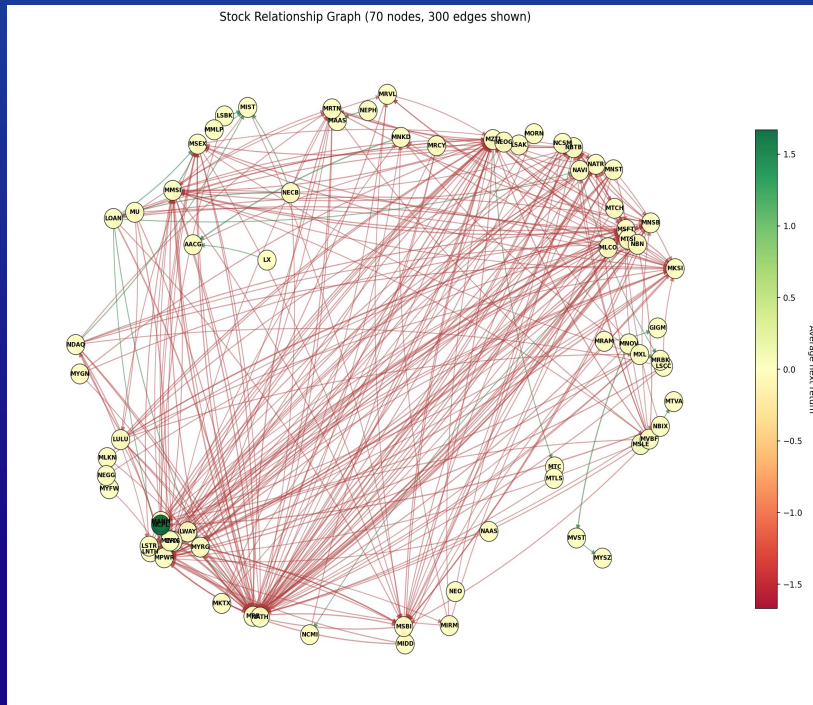 Stock Relationship Graph (70 nodes, 300 edges shown)
MRVL
MIST
MRTN
NEPH
LSBK
MAAS
MMLP
MORN
MNKD
MSEX
MRCY
NEOG
LSAK
NCSM
NBTB
NATR
NAVI
MNST
MMSI
NECB
MTCH
LOAN
MU
MNSB
MSFT
MTSI
AACG
MLCO
NBN
LX
MKSI
GIGM
NDAQ
MRAM
MNOV
MXL
MRBK
LSCC
MYGN
MTVA
NBIX
LULU
MVBF
MSLE
MLKN
MTC
NEGG
MTLS
MYFW
LWAY
NAAS
MVST
LSTR
MYRG
LNTH
MPWR
MYSZ
NEO
MKTX
MSBI
MIRM
NCMI
MIDD
1.5
1.0
0.5
0.0
−0.5
−1.0
−1.5